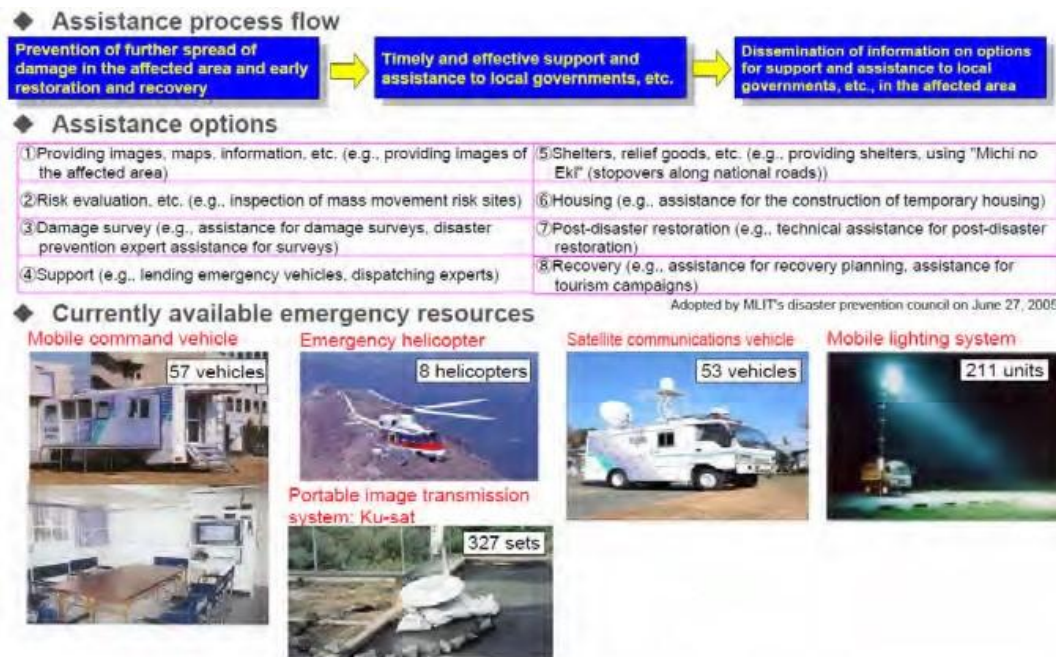 ◆ Assistance process flow
Prevention of further spread of
damage in the affected area and early
restoration and recovery
Timely and effective support and
assistance to local governments, etc.
Dissemination of information on options
for support and assistance to local
governments, etc., in the affected area
◆ Assistance options
①Providing images, maps, information, etc. (e.g., providing images of
the affected area)
②Risk evaluation, etc. (e.g., inspection of mass movement risk sites)
③Damage survey (e.g., assistance for damage surveys, disaster
prevention expert assistance for surveys)
④Support (e.g., lending emergency vehicles, dispatching experts)
⑤Shelters, relief goods, etc. (e.g., providing shelters, using "Michi no
Eki" (stopovers along national roads))
⑥Housing (e.g., assistance for the construction of temporary housing)
⑦Post-disaster restoration (e.g., technical assistance for post-disaster
restoration)
⑧Recovery (e.g., assistance for recovery planning, assistance for
tourism campaigns)
Adopted by MLIT's disaster prevention council on June 27, 2005
◆ Currently available emergency resources
Mobile command vehicle
57 vehicles
Emergency helicopter
8 helicopters
Satellite communications vehicle
53 vehicles
Mobile lighting system
211 units
Portable image transmission
system: Ku-sat
327 sets